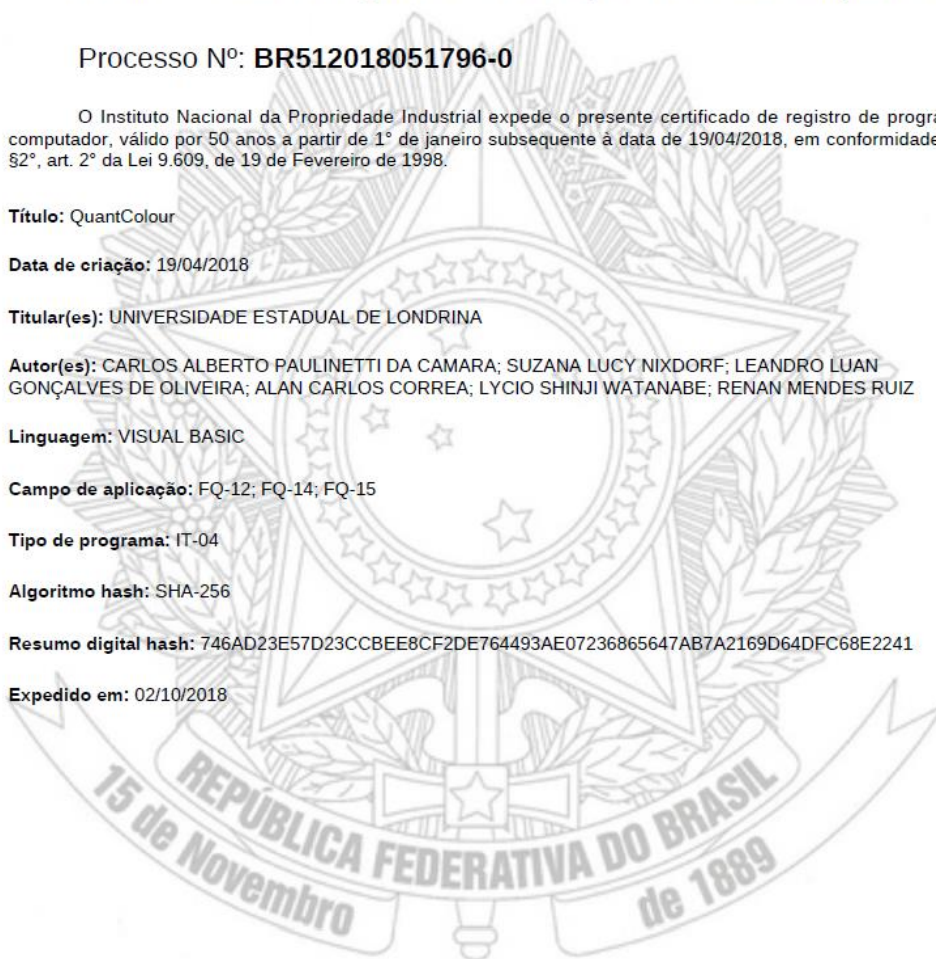 Processo Nº: BR512018051796-0
O Instituto Nacional da Propriedade Industrial expede o presente certificado de registro de progra
computador, válido por 50 anos a partir de 1° de janeiro subsequente à data de 19/04/2018, em conformidade
§2°, art. 2° da Lei 9.609, de 19 de Fevereiro de 1998.
Título: QuantColour
Data de criação: 19/04/2018
Titular(es): UNIVERSIDADE ESTADUAL DE LONDRINA
Autor(es): CARLOS ALBERTO PAULINETTI DA CAMARA; SUZANA LUCY NIXDORF; LEANDRO LUAN
GONÇALVES DE OLIVEIRA; ALAN CARLOS CORREA; LYCIO SHINJI WATANABE; RENAN MENDES RUIZ
Linguagem: VISUAL BASIC
Campo de aplicação: FQ-12; FQ-14; FQ-15
Tipo de programa: IT-04
Algoritmo hash: SHA-256
Resumo digital hash: 746AD23E57D23CCBEE8CF2DE764493AE07236865647AB7A2169D64DFC68E2241
Expedido em: 02/10/2018
REPÚBLICA FEDERATIVA DO BRASIL
15 de Novembro de 1889